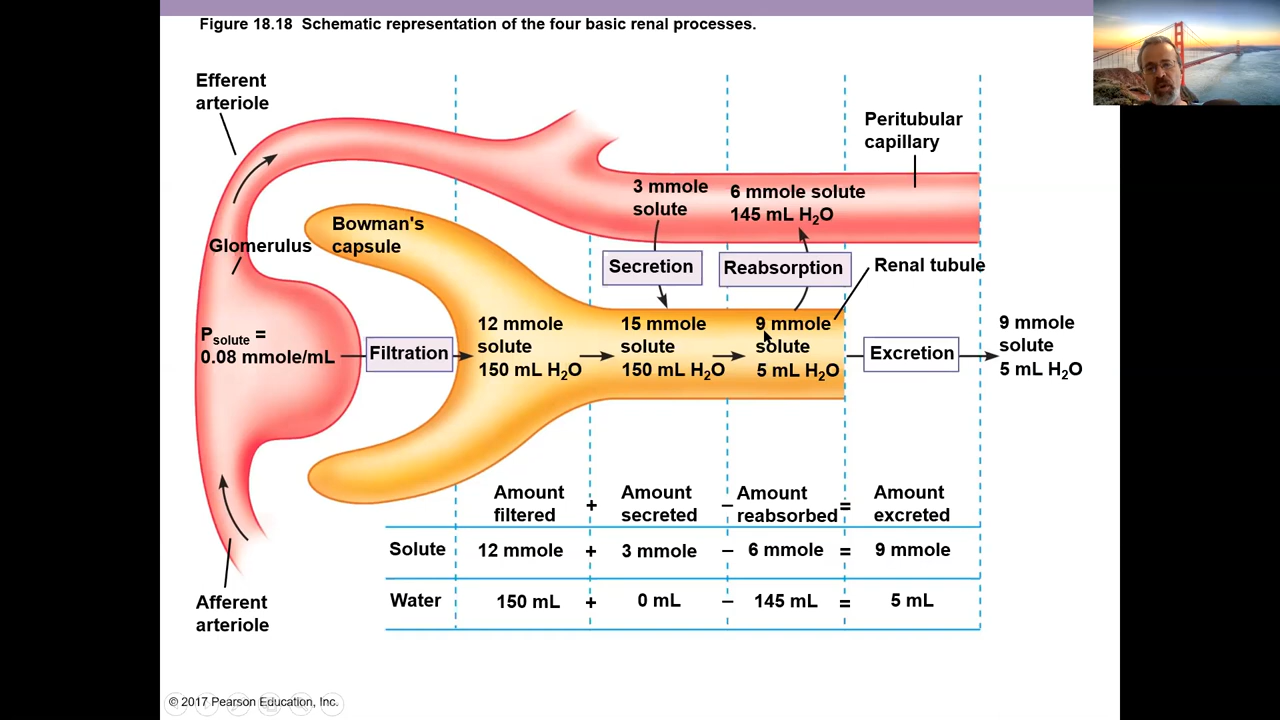 Figure 18.18 Schematic representation of the four basic renal processes.
Efferent
arteriole
Peritubular
capillary
3 mmole
solute
6 mmole solute
145 mL H₂O
Bowman's
capsule
Glomerulus
Secretion
Reabsorption
Renal tubule
P_solute =
0.08 mmole/mL
Filtration
12 mmole
solute
150 mL H₂O
15 mmole
solute
150 mL H₂O
9 mmole
solute
5 mL H₂O
Excretion
9 mmole
solute
5 mL H₂O
Amount filtered + Amount secreted – Amount reabsorbed = Amount excreted
Solute 12 mmole + 3 mmole – 6 mmole = 9 mmole
Water 150 mL + 0 mL – 145 mL = 5 mL
Afferent
arteriole
© 2017 Pearson Education, Inc.